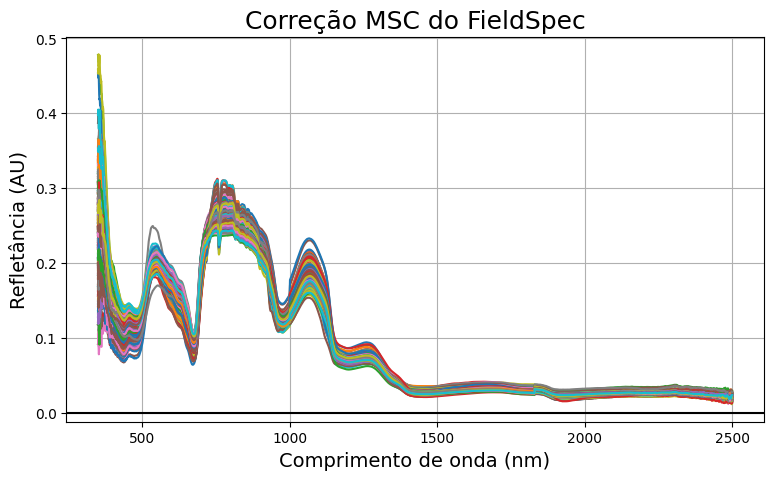 Correção MSC do FieldSpec
Refletância (AU)
0.5
0.4
0.3
0.2
0.1
0.0
500 1000 1500 2000 2500
Comprimento de onda (nm)